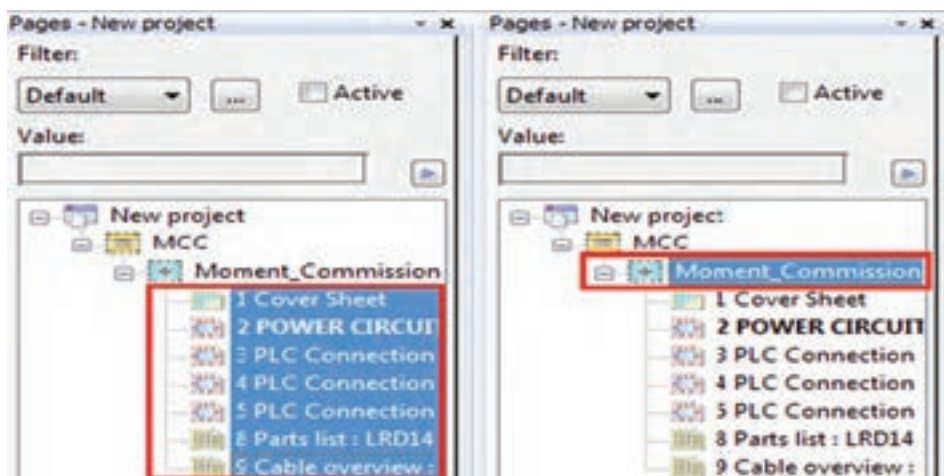 Pages - New project
Filter:
Default
...
Active
Value:
New project
MCC
Moment_Commission
1 Cover Sheet
2 POWER CIRCUIT
3 PLC Connection
4 PLC Connection
5 PLC Connection
8 Parts list : LRD14
9 Cable overview :
Pages - New project
Filter:
Default
...
Active
Value:
New project
MCC
Moment_Commission
1 Cover Sheet
2 POWER CIRCUIT
3 PLC Connection
4 PLC Connection
5 PLC Connection
8 Parts list : LRD14
9 Cable overview :